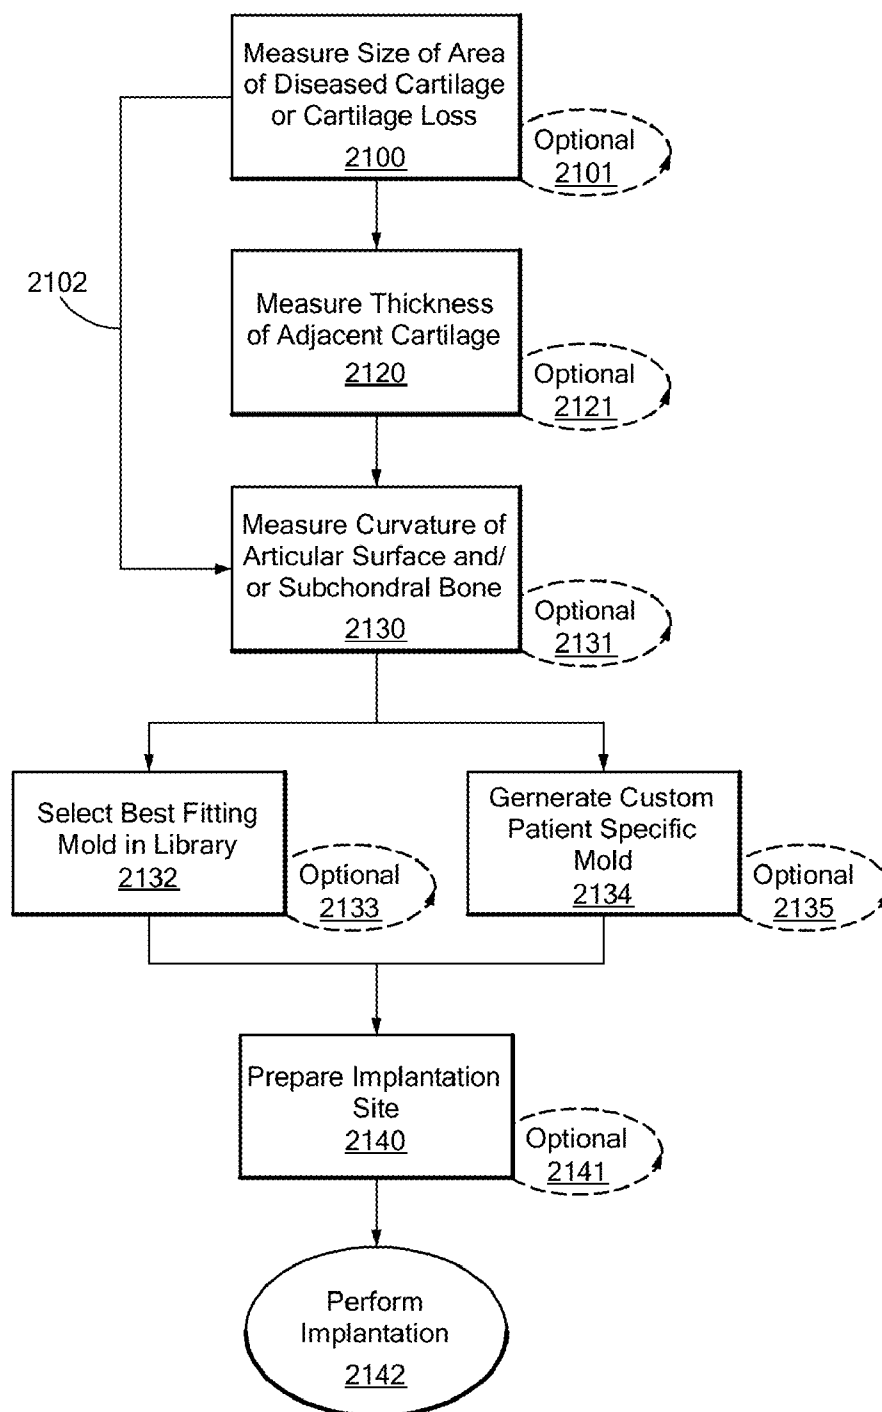 Measure Size of Area
of Diseased Cartilage
or Cartilage Loss
2100
Optional
2101
2102
Measure Thickness
of Adjacent Cartilage
2120
Optional
2121
Measure Curvature of
Articular Surface and/
or Subchondral Bone
2130
Optional
2131
Select Best Fitting
Mold in Library
2132
Optional
2133
Gernerate Custom
Patient Specific
Mold
2134
Optional
2135
Prepare Implantation
Site
2140
Optional
2141
Perform
Implantation
2142